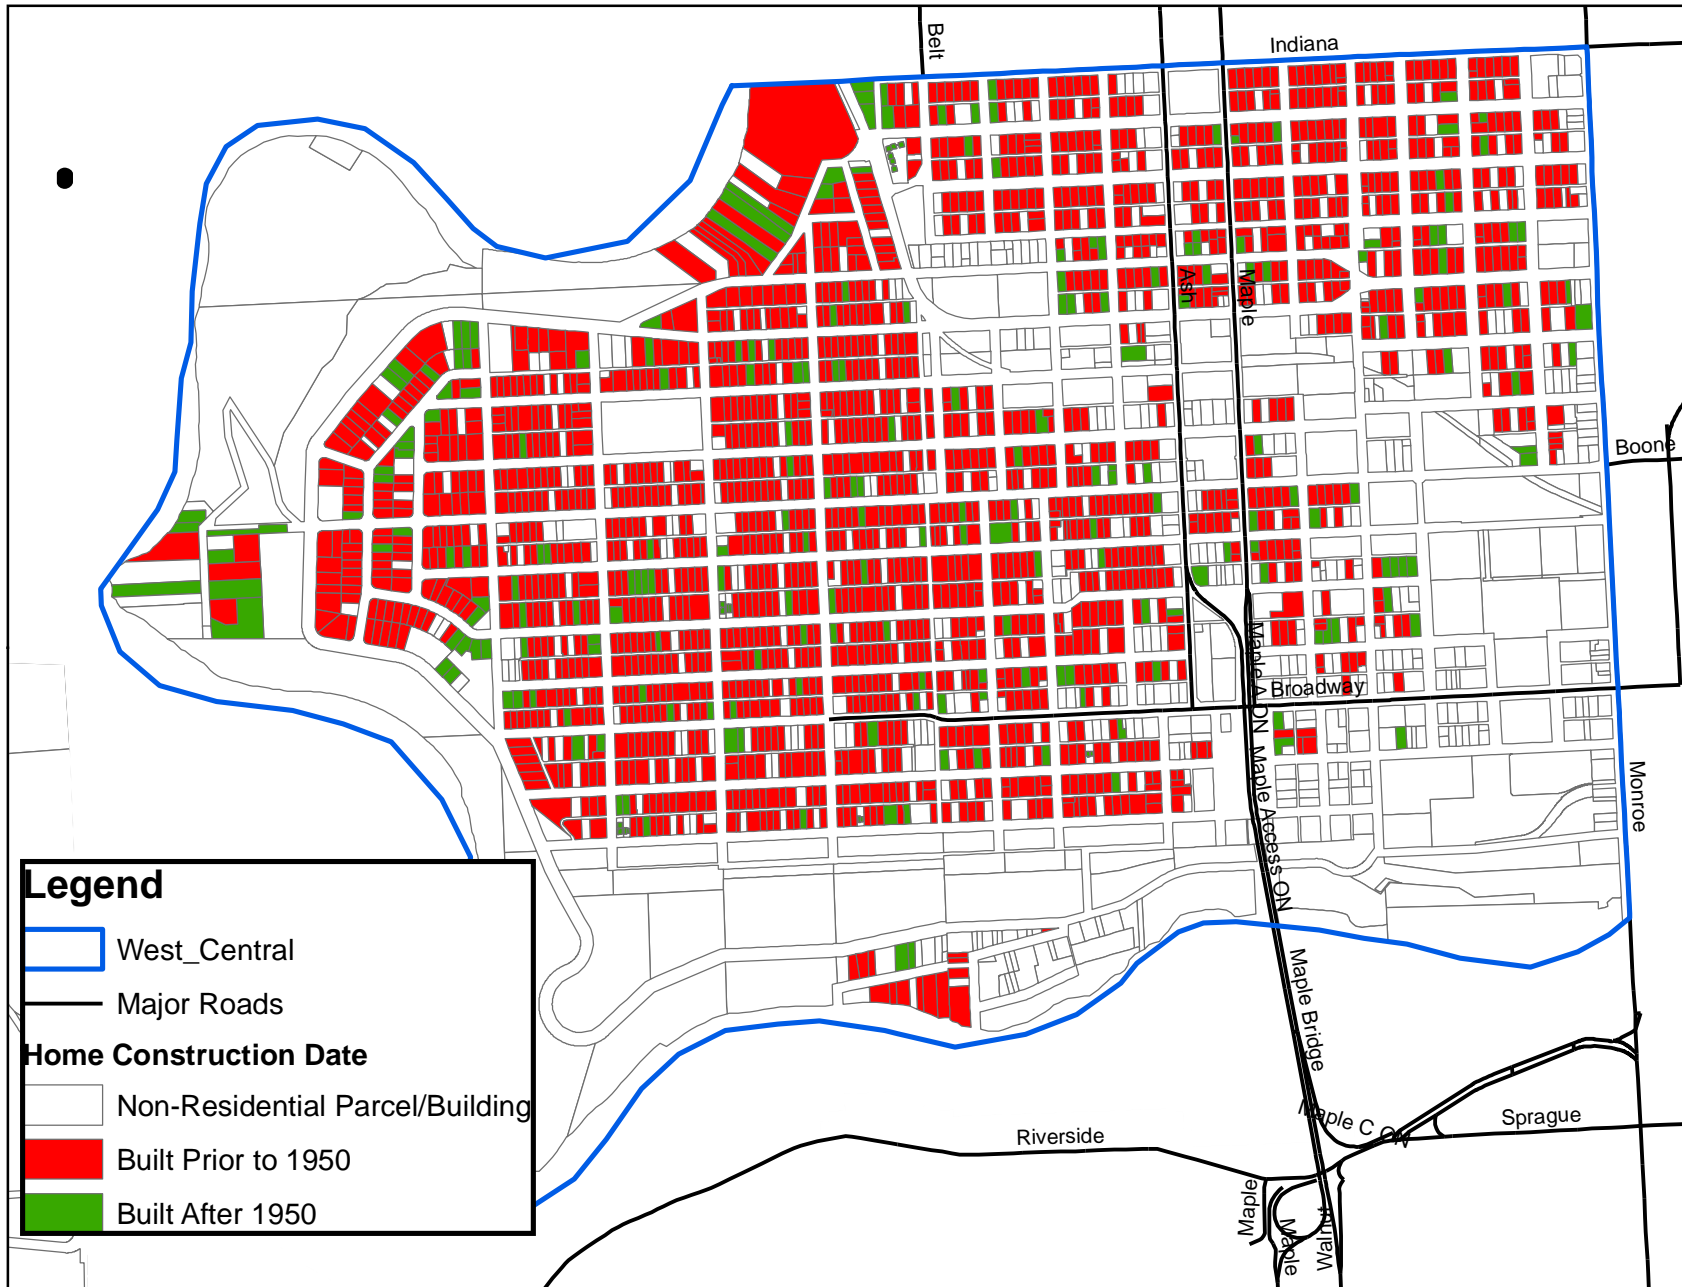 Belt
Indiana
Ash
Maple
Boone
Maple A ON
Broadway
Maple Access ON
Monroe
Legend
West_Central
Major Roads
Home Construction Date
Non-Residential Parcel/Building
Built Prior to 1950
Built After 1950
Maple Bridge
Maple C ON
Sprague
Riverside
Maple
Maple
Walnut